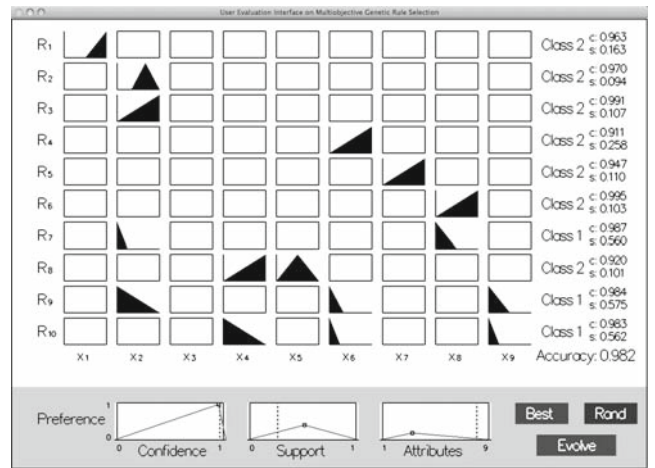 User Evaluation Interface on Multiobjective Genetic Rule Selection
R1 Class 2 c: 0.963 s: 0.163
R2 Class 2 c: 0.970 s: 0.094
R3 Class 2 c: 0.991 s: 0.107
R4 Class 2 c: 0.911 s: 0.258
R5 Class 2 c: 0.947 s: 0.110
R6 Class 2 c: 0.995 s: 0.103
R7 Class 1 c: 0.987 s: 0.560
R8 Class 2 c: 0.920 s: 0.101
R9 Class 1 c: 0.984 s: 0.575
R10 Class 1 c: 0.983 s: 0.562
X1 X2 X3 X4 X5 X6 X7 X8 X9 Accuracy: 0.982
Preference
1
0
0 Confidence 1
0 Support 1
1 Attributes 9
Best Rand
Evolve